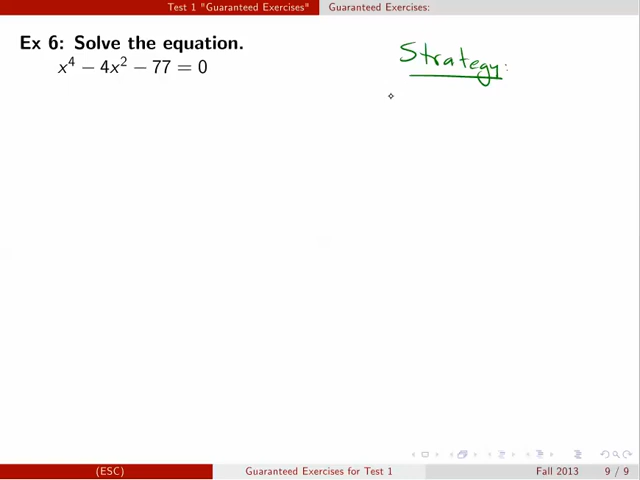 Test 1 "Guaranteed Exercises" Guaranteed Exercises:
Ex 6: Solve the equation.
x⁴ − 4x² − 77 = 0
Strategy:
(ESC) Guaranteed Exercises for Test 1 Fall 2013 9 / 9